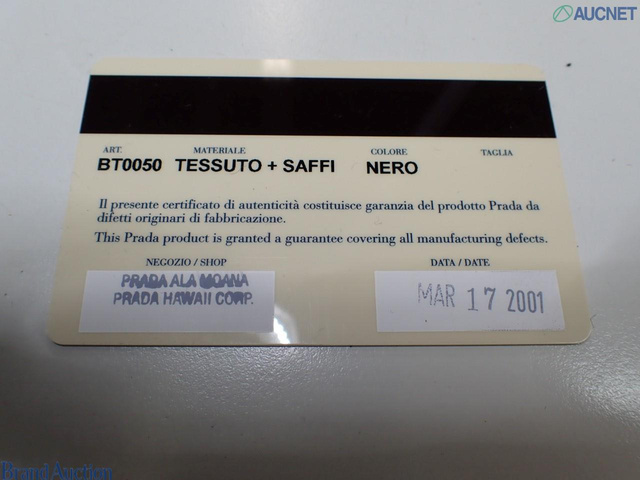 AUCNET
ART. MATERIALE COLORE TAGLIA
BT0050 TESSUTO + SAFFI NERO
Il presente certificato di autenticità costituisce garanzia del prodotto Prada da
difetti originari di fabbricazione.
This Prada product is granted a guarantee covering all manufacturing defects.
NEGOZIO / SHOP DATA / DATE
PRADA ALA MOANA
PRADA HAWAII CORP.
MAR 17 2001
Brand Auction